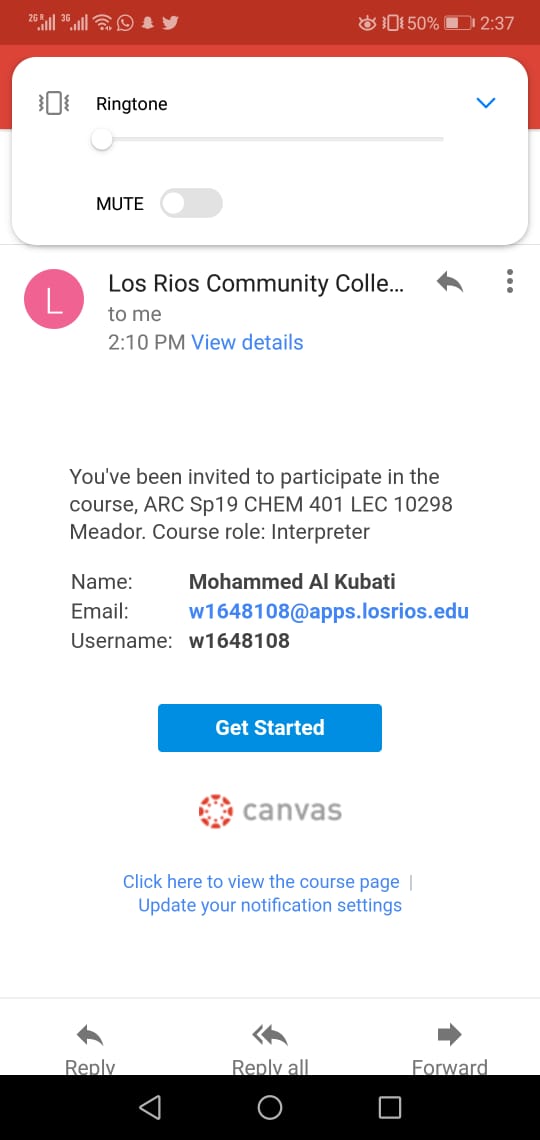 2G R 3G 50% 2:37
Ringtone
MUTE
L
Los Rios Community Colle...
to me
2:10 PM View details
You've been invited to participate in the
course, ARC Sp19 CHEM 401 LEC 10298
Meador. Course role: Interpreter
Name: Mohammed Al Kubati
Email: w1648108@apps.losrios.edu
Username: w1648108
Get Started
canvas
Click here to view the course page |
Update your notification settings
Reply Reply all Forward